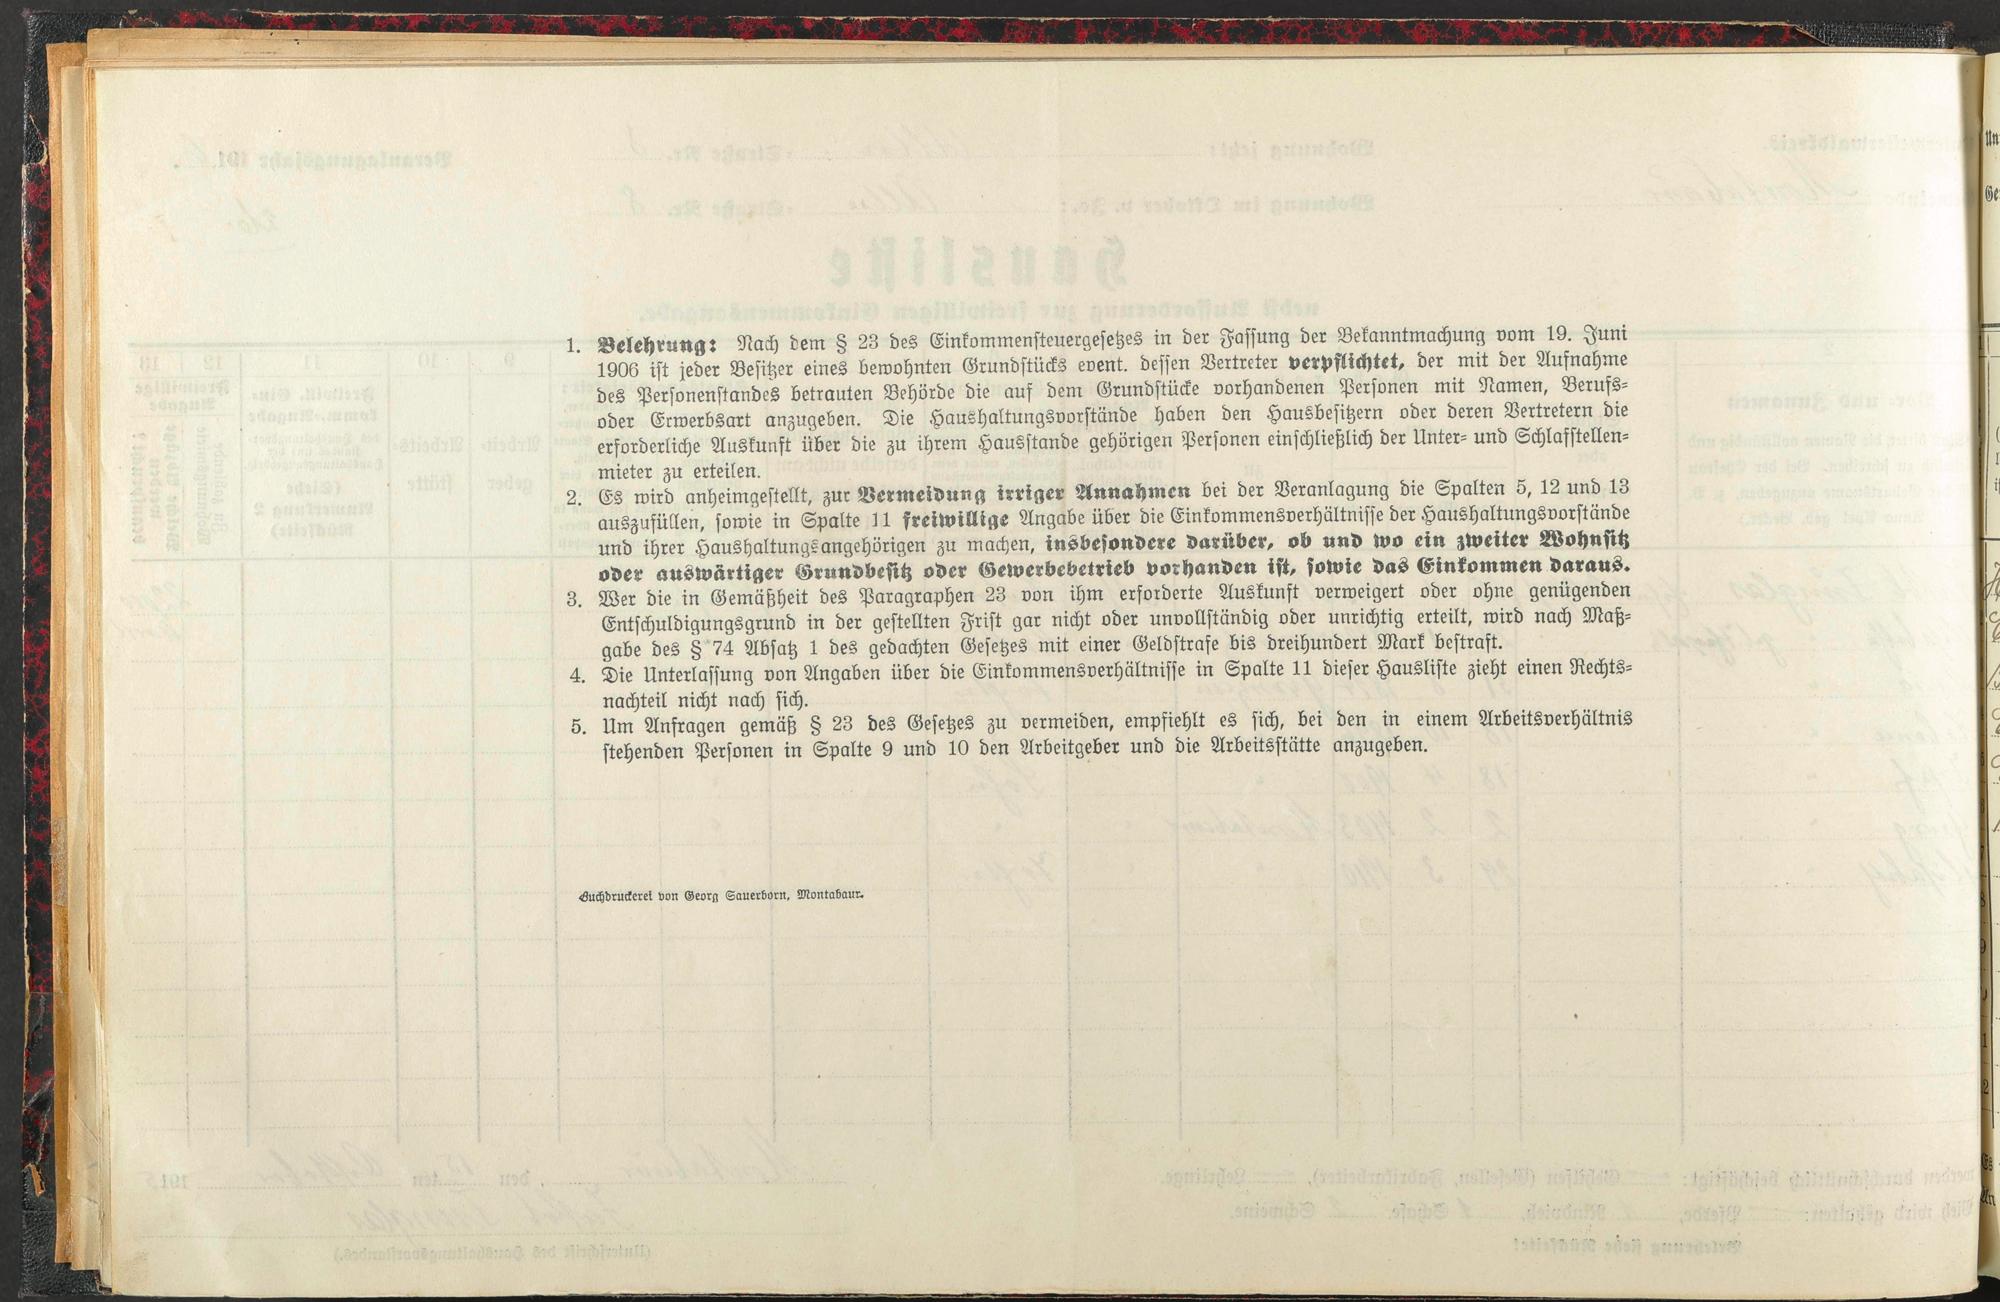 1. Belehrung: Nach dem § 23 des Einkommensteuergesetzes in der Fassung der Bekanntmachung vom 19. Juni
1906 ist jeder Besitzer eines bewohnten Grundstücks event. dessen Vertreter verpflichtet, der mit der Aufnahme
des Personenstandes betrauten Behörde die auf dem Grundstücke vorhandenen Personen mit Namen, Berufs-
oder Erwerbsart anzugeben. Die Haushaltungsvorstände haben den Hausbesitzern oder deren Vertretern die
erforderliche Auskunft über die zu ihrem Hausstande gehörigen Personen einschließlich der Unter- und Schlafstellen-
mieter zu erteilen.
2. Es wird anheimgestellt, zur Vermeidung irriger Annahmen bei der Veranlagung die Spalten 5, 12 und 13
auszufüllen, sowie in Spalte 11 freiwillige Angabe über die Einkommensverhältnisse der Haushaltungsvorstände
und ihrer Haushaltungsangehörigen zu machen, insbesondere darüber, ob und wo ein zweiter Wohnsitz
oder auswärtiger Grundbesitz oder Gewerbebetrieb vorhanden ist, sowie das Einkommen daraus.
3. Wer die in Gemäßheit des Paragraphen 23 von ihm erforderte Auskunft verweigert oder ohne genügenden
Entschuldigungsgrund in der gestellten Frist gar nicht oder unvollständig oder unrichtig erteilt, wird nach Maß-
gabe des § 74 Absatz 1 des gedachten Gesetzes mit einer Geldstrafe bis dreihundert Mark bestraft.
4. Die Unterlassung von Angaben über die Einkommensverhältnisse in Spalte 11 dieser Hausliste zieht einen Rechts-
nachteil nicht nach sich.
5. Um Anfragen gemäß § 23 des Gesetzes zu vermeiden, empfiehlt es sich, bei den in einem Arbeitsverhältnis
stehenden Personen in Spalte 9 und 10 den Arbeitgeber und die Arbeitsstätte anzugeben.
Buchdruckerei von Georg Sauerborn, Montabaur.